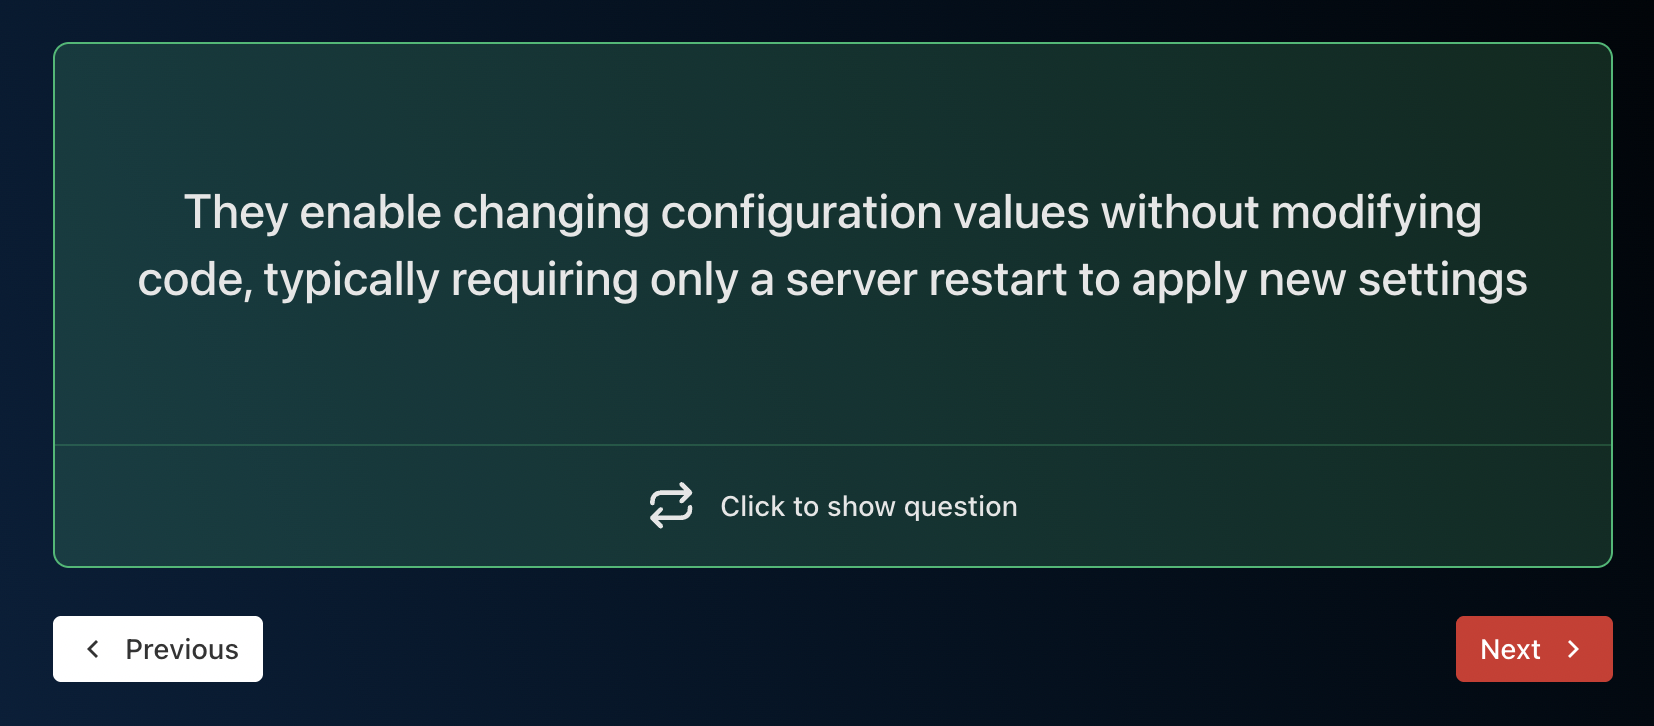 They enable changing configuration values without modifying
code, typically requiring only a server restart to apply new settings
Click to show question
Previous
Next